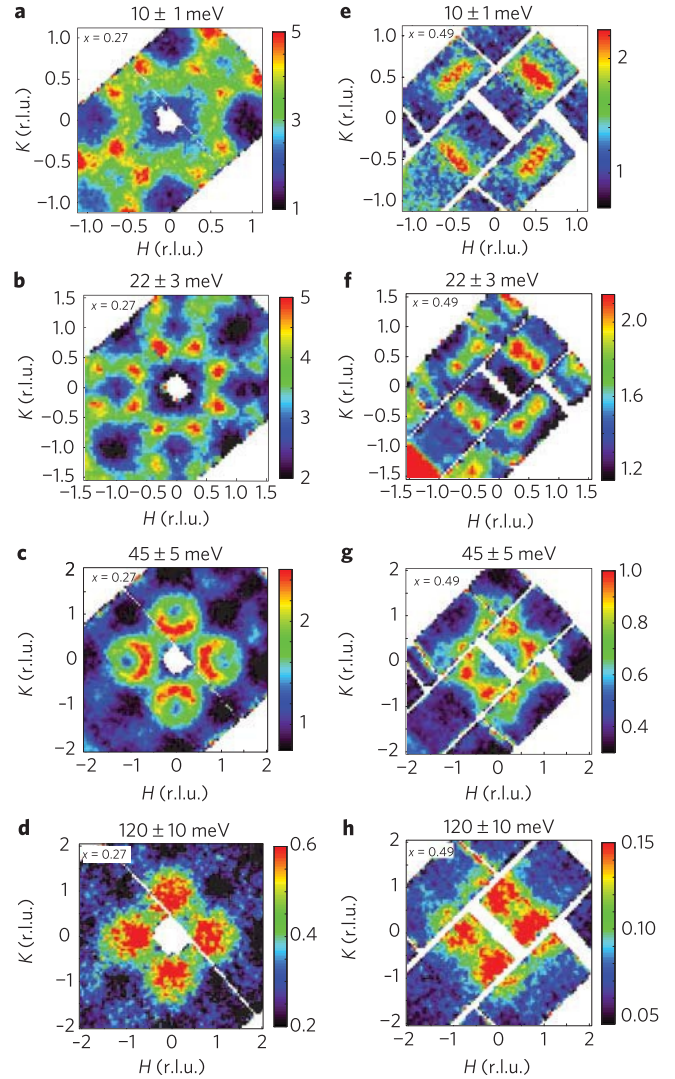 a
10 ± 1 meV
x = 0.27
1.0
0.5
0
−0.5
−1.0
K (r.l.u.)
−1.0
−0.5
0
0.5
1
H (r.l.u.)
5
3
1
e
10 ± 1 meV
x = 0.49
1.0
0.5
0
−0.5
−1.0
K (r.l.u.)
−1.0
−0.5
0
0.5
1.0
H (r.l.u.)
2
1
b
22 ± 3 meV
x = 0.27
1.5
1.0
0.5
0
−0.5
−1.0
−1.5
K (r.l.u.)
−1.5
−1.0
−0.5
0
0.5
1.0
1.5
H (r.l.u.)
5
4
3
2
f
22 ± 3 meV
x = 0.49
1.5
1.0
0.5
0
−0.5
−1.0
−1.5
K (r.l.u.)
−1.5
−1.0
−0.5
0
0.5
1.0
1.5
H (r.l.u.)
2.0
1.6
1.2
c
45 ± 5 meV
x = 0.27
2
1
0
−1
−2
K (r.l.u.)
−2
−1
0
1
2
H (r.l.u.)
2
1
g
45 ± 5 meV
x = 0.49
2
1
0
−1
−2
K (r.l.u.)
−2
−1
0
1
2
H (r.l.u.)
1.0
0.8
0.6
0.4
d
120 ± 10 meV
x = 0.27
2
1
0
−1
−2
K (r.l.u.)
−2
−1
0
1
2
H (r.l.u.)
0.6
0.4
0.2
h
120 ± 10 meV
x = 0.49
2
1
0
−1
−2
K (r.l.u.)
−2
−1
0
1
2
H (r.l.u.)
0.15
0.10
0.05